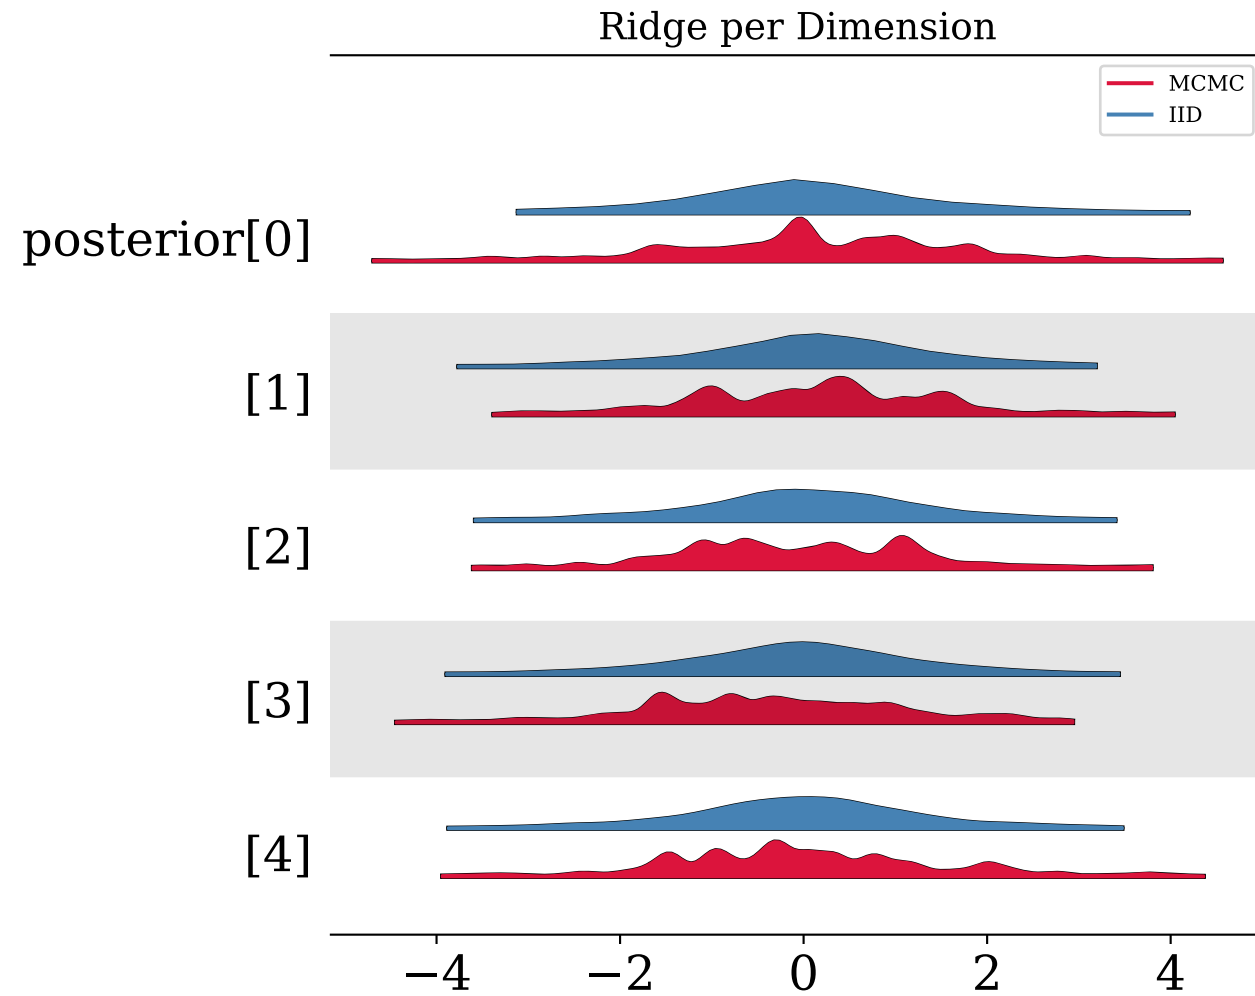 Ridge per Dimension
MCMC
IID
posterior[0]
[1]
[2]
[3]
[4]
−4 −2 0 2 4